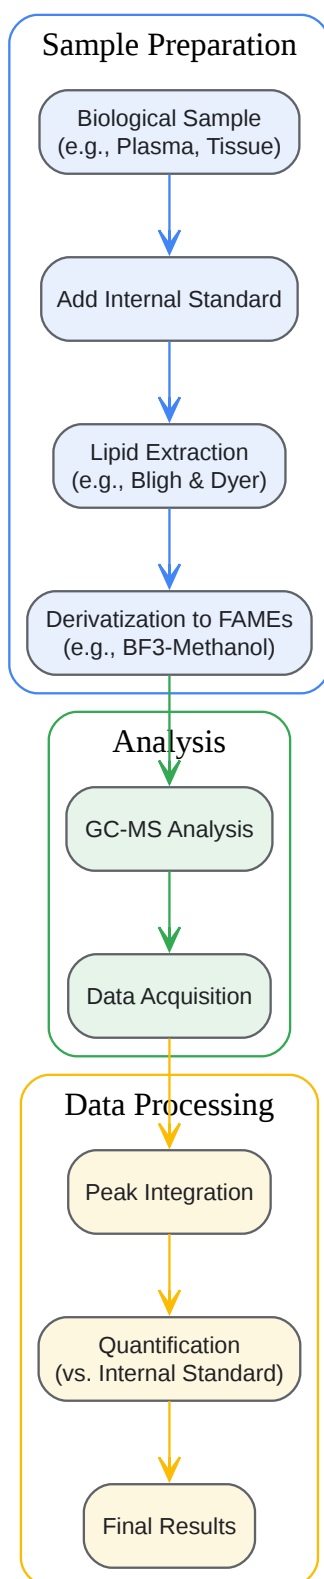 Sample Preparation
Biological Sample
(e.g., Plasma, Tissue)
Add Internal Standard
Lipid Extraction
(e.g., Bligh & Dyer)
Derivatization to FAMEs
(e.g., BF3-Methanol)
Analysis
GC-MS Analysis
Data Acquisition
Data Processing
Peak Integration
Quantification
(vs. Internal Standard)
Final Results